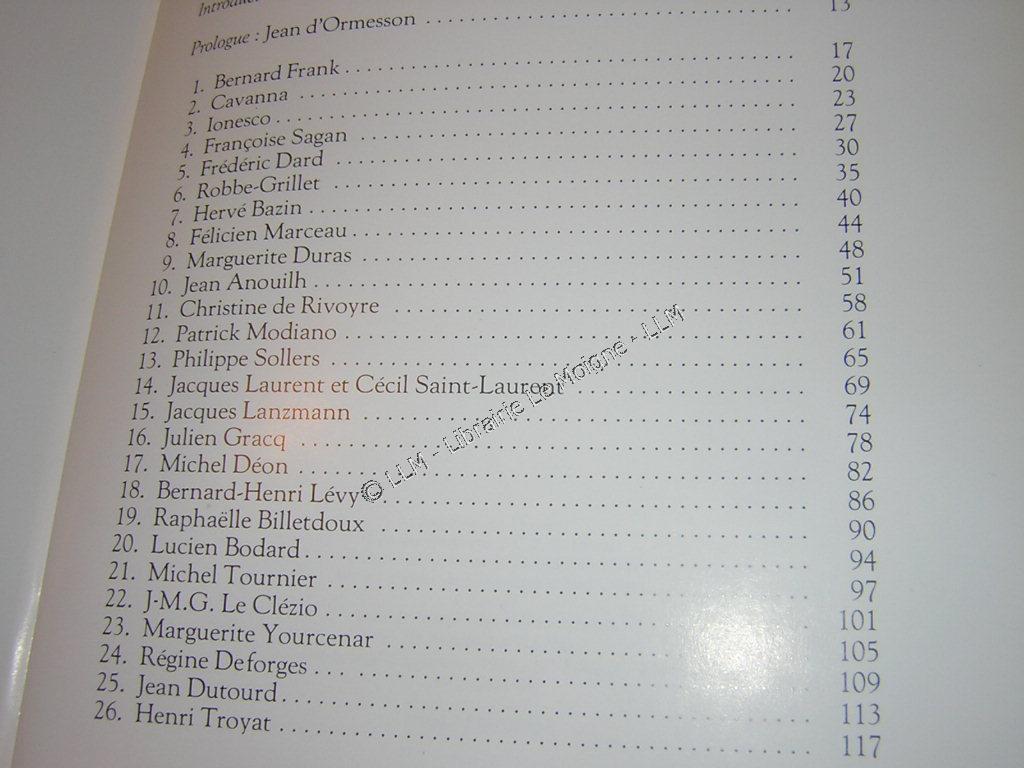 Prologue : Jean d'Ormesson ........ 13
1. Bernard Frank ........ 17
2. Cavanna ........ 20
3. Ionesco ........ 23
4. Françoise Sagan ........ 27
5. Frédéric Dard ........ 30
6. Robbe-Grillet ........ 35
7. Hervé Bazin ........ 40
8. Félicien Marceau ........ 44
9. Marguerite Duras ........ 48
10. Jean Anouilh ........ 51
11. Christine de Rivoyre ........ 58
12. Patrick Modiano ........ 61
13. Philippe Sollers ........ 65
14. Jacques Laurent et Cécil Saint-Laurent ........ 69
15. Jacques Lanzmann ........ 74
16. Julien Gracq ........ 78
17. Michel Déon ........ 82
18. Bernard-Henri Lévy ........ 86
19. Raphaëlle Billetdoux ........ 90
20. Lucien Bodard ........ 94
21. Michel Tournier ........ 97
22. J-M.G. Le Clézio ........ 101
23. Marguerite Yourcenar ........ 105
24. Régine Deforges ........ 109
25. Jean Dutourd ........ 113
26. Henri Troyat ........ 117
© LLM - Librairie Le Moigne - LLM